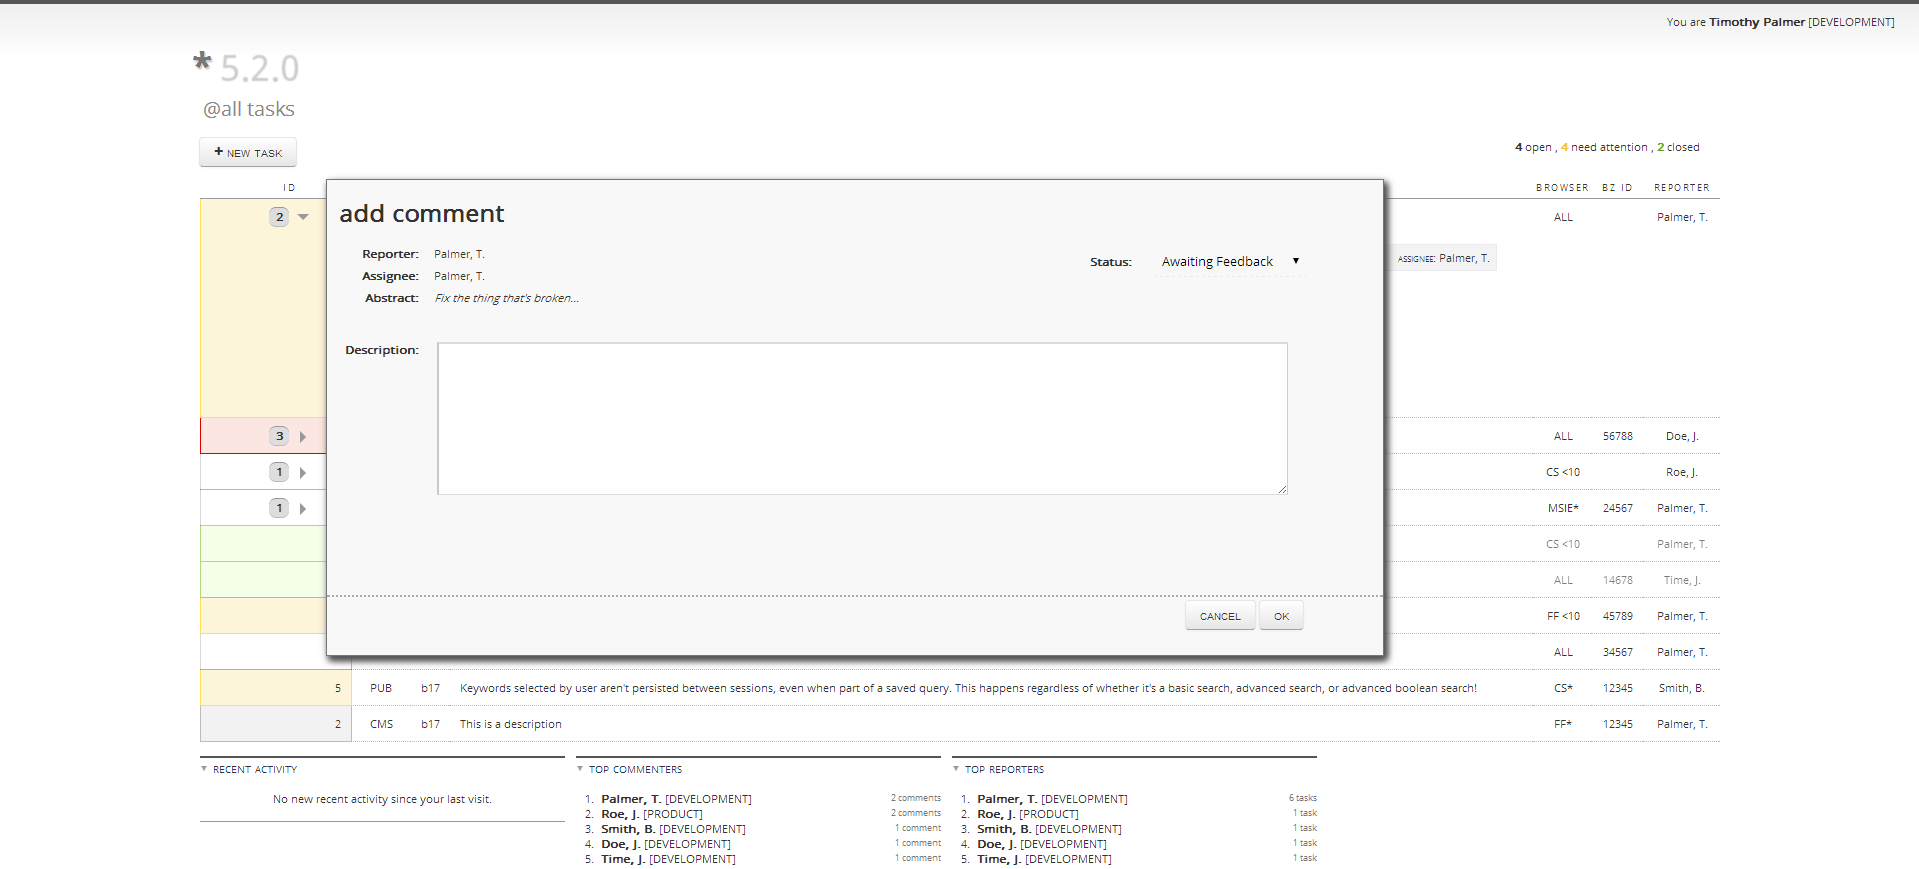 You are Timothy Palmer [DEVELOPMENT]
* 5.2.0
@all tasks
+ NEW TASK
4 open , 4 need attention , 2 closed
ID BROWSER BZ ID REPORTER
2 ALL Palmer, T.
add comment
Reporter: Palmer, T.
Assignee: Palmer, T.
Abstract: Fix the thing that's broken...
Status: Awaiting Feedback
ASSIGNEE: Palmer, T.
Description:
3 ALL 56788 Doe, J.
1 CS <10 Roe, J.
1 MSIE* 24567 Palmer, T.
CS <10 Palmer, T.
ALL 14678 Time, J.
FF <10 45789 Palmer, T.
CANCEL OK
ALL 34567 Palmer, T.
5 PUB b17 Keywords selected by user aren't persisted between sessions, even when part of a saved query. This happens regardless of whether it's a basic search, advanced search, or advanced boolean search! CS* 12345 Smith, B.
2 CMS b17 This is a description FF* 12345 Palmer, T.
RECENT ACTIVITY
No new recent activity since your last visit.
TOP COMMENTERS
1. Palmer, T. [DEVELOPMENT] 2 comments
2. Roe, J. [PRODUCT] 2 comments
3. Smith, B. [DEVELOPMENT] 1 comment
4. Doe, J. [DEVELOPMENT] 1 comment
5. Time, J. [DEVELOPMENT] 1 comment
TOP REPORTERS
1. Palmer, T. [DEVELOPMENT] 6 tasks
2. Roe, J. [PRODUCT] 1 task
3. Smith, B. [DEVELOPMENT] 1 task
4. Doe, J. [DEVELOPMENT] 1 task
5. Time, J. [DEVELOPMENT] 1 task